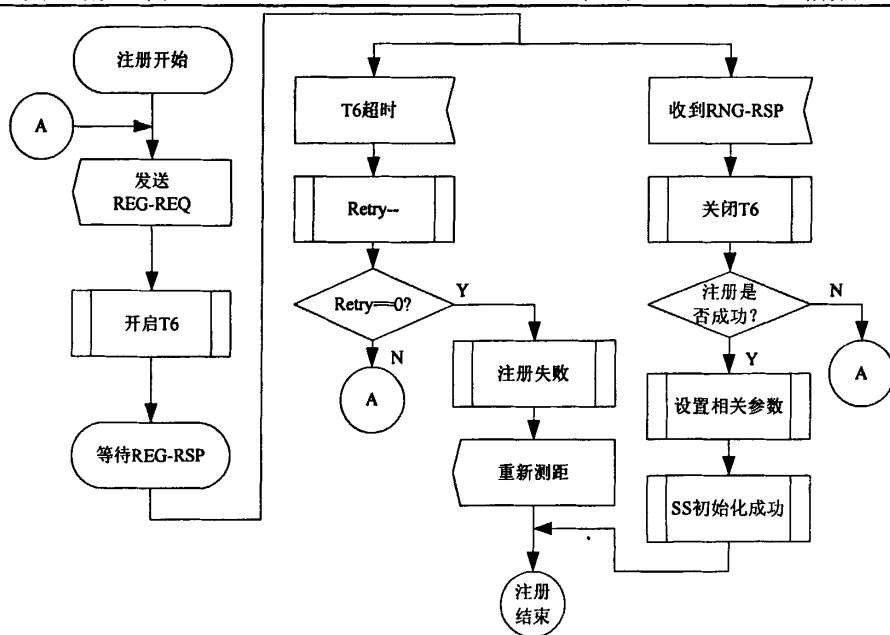 注册开始
A
发送
REG-REQ
开启T6
等待REG-RSP
T6超时
Retry--
Retry==0?
Y
N
A
注册失败
重新测距
注册
结束
收到RNG-RSP
关闭T6
注册是
否成功?
N
Y
A
设置相关参数
SS初始化成功